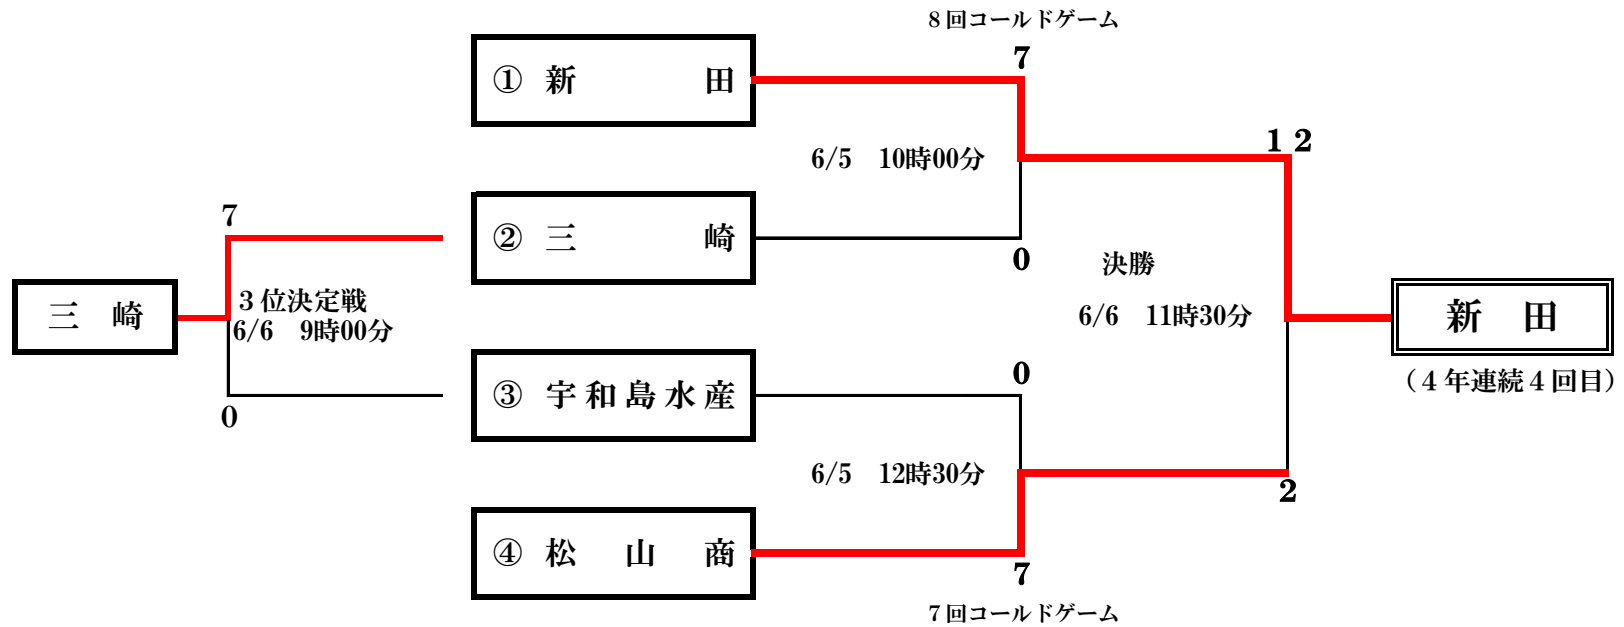 8回コールドゲーム
7
① 新 田
6/5 10時00分
12
② 三 崎
0
7
3位決定戦
6/6 9時00分
三 崎
0
決勝
6/6 11時30分
新 田
(4年連続4回目)
③ 宇和島水産
0
6/5 12時30分
2
④ 松山商
7
7回コールドゲーム